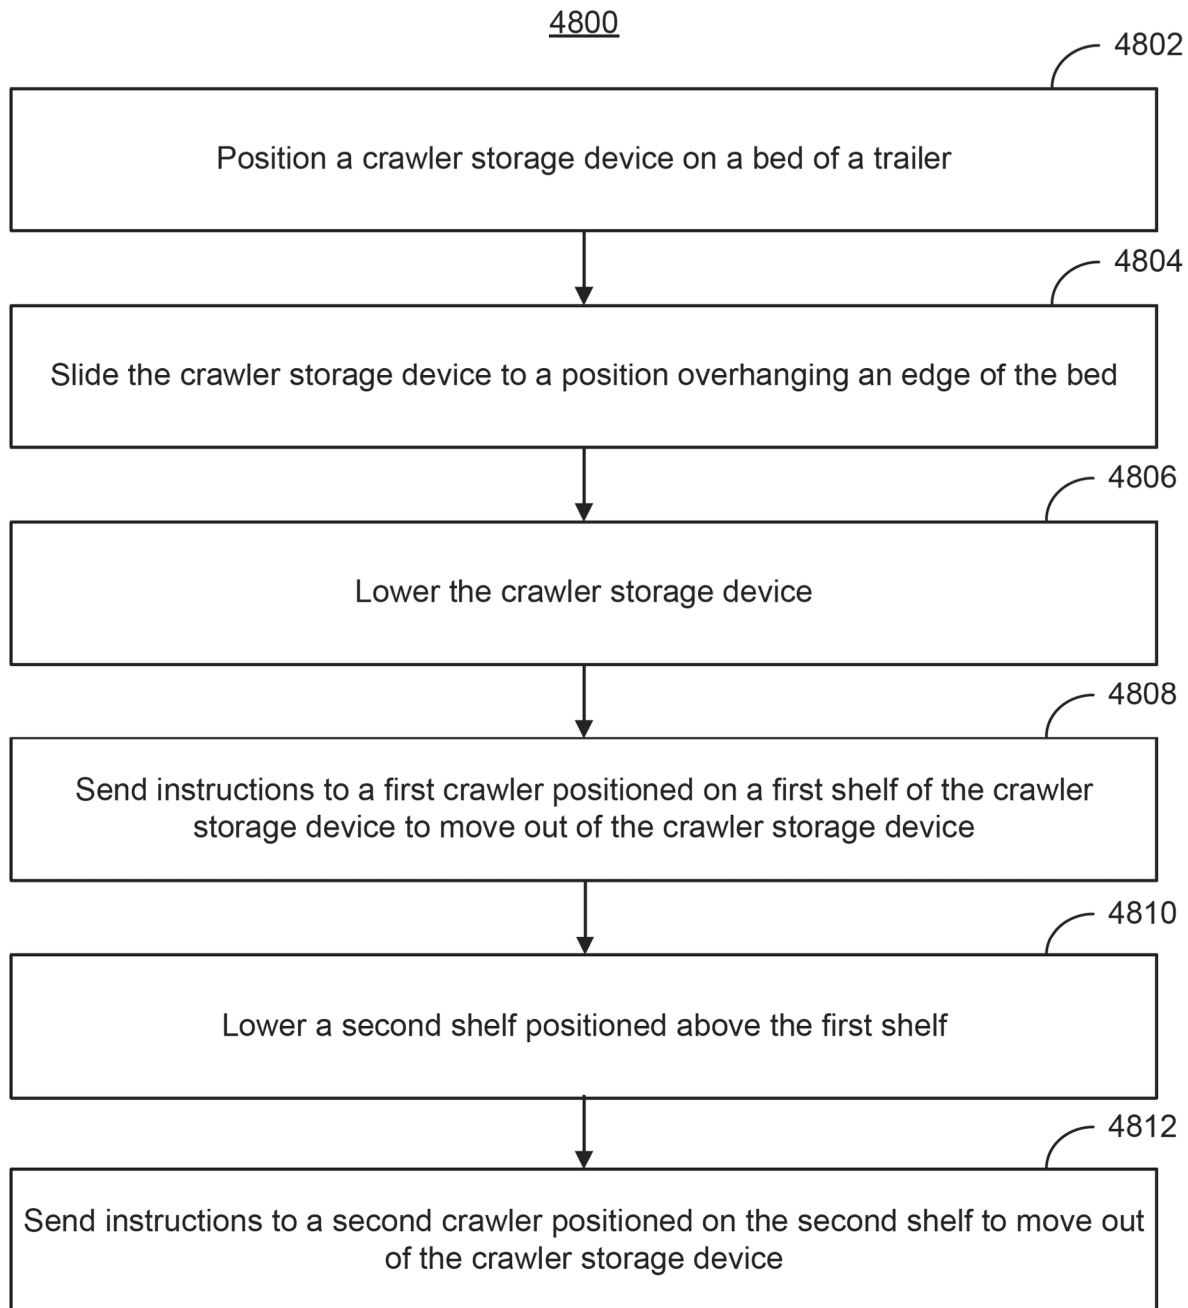 4800
4802
Position a crawler storage device on a bed of a trailer
4804
Slide the crawler storage device to a position overhanging an edge of the bed
4806
Lower the crawler storage device
4808
Send instructions to a first crawler positioned on a first shelf of the crawler
storage device to move out of the crawler storage device
4810
Lower a second shelf positioned above the first shelf
4812
Send instructions to a second crawler positioned on the second shelf to move out
of the crawler storage device